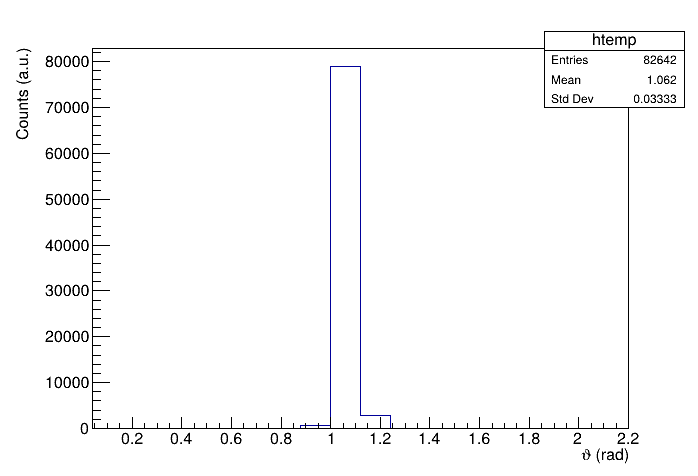 htemp
Entries 82642
Mean 1.062
Std Dev 0.03333
Counts (a.u.)
80000
70000
60000
50000
40000
30000
20000
10000
0
0.2 0.4 0.6 0.8 1 1.2 1.4 1.6 1.8 2 2.2
ϑ (rad)